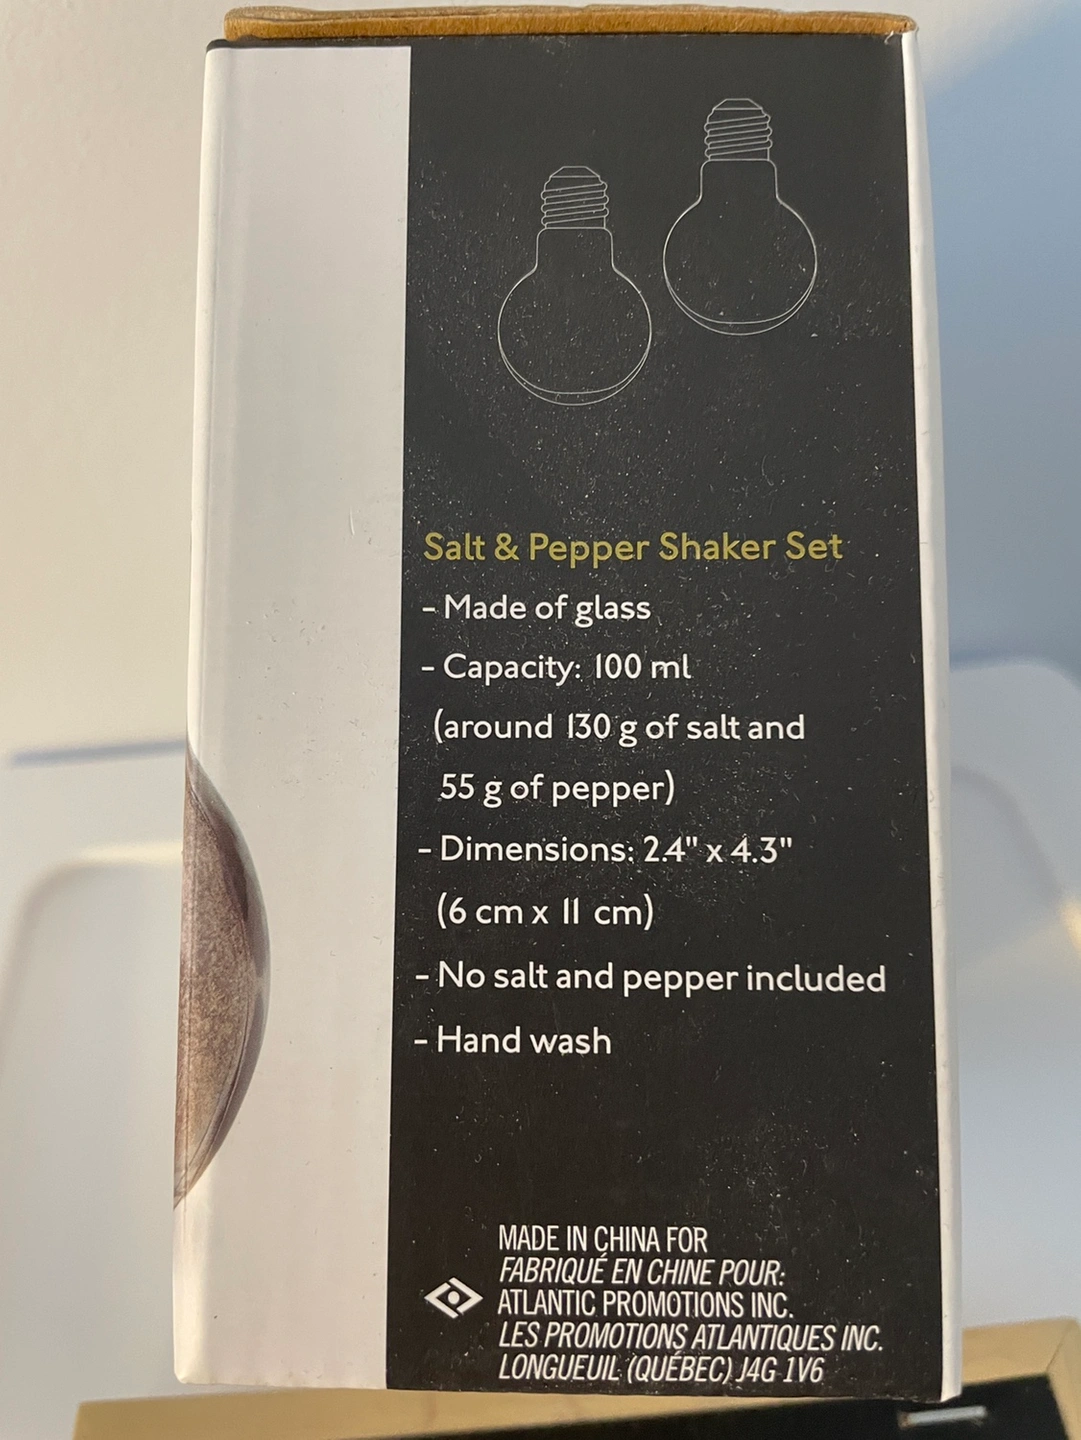 Salt & Pepper Shaker Set
- Made of glass
- Capacity: 100 ml
(around 130 g of salt and
55 g of pepper)
- Dimensions: 2.4" x 4.3"
(6 cm x 11 cm)
- No salt and pepper included
- Hand wash
MADE IN CHINA FOR
FABRIQUÉ EN CHINE POUR:
ATLANTIC PROMOTIONS INC.
LES PROMOTIONS ATLANTIQUES INC.
LONGUEUIL (QUÉBEC) J4G 1V6